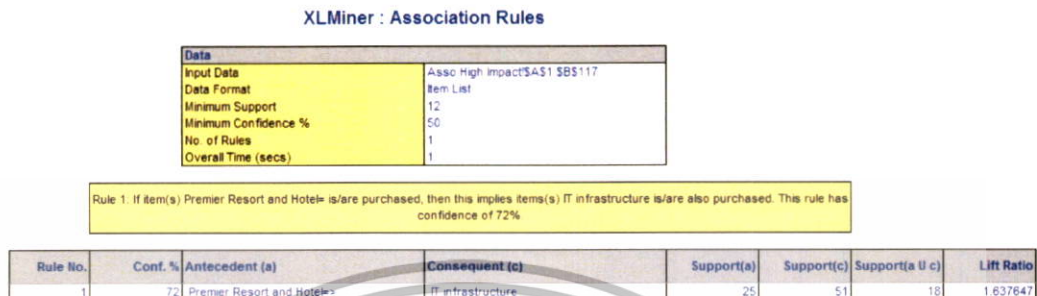 XLMiner : Association Rules
Data
Input Data Asso High Impact'!$A$1 $B$117
Data Format Item List
Minimum Support 12
Minimum Confidence % 50
No. of Rules 1
Overall Time (secs) 1
Rule 1: If item(s) Premier Resort and Hotel= is/are purchased, then this implies items(s) IT infrastructure is/are also purchased. This rule has
confidence of 72%
Rule No. Conf. % Antecedent (a) Consequent (c) Support(a) Support(c) Support(a U c) Lift Ratio
1 72 Premier Resort and Hotel=> IT infrastructure 25 51 18 1.637647